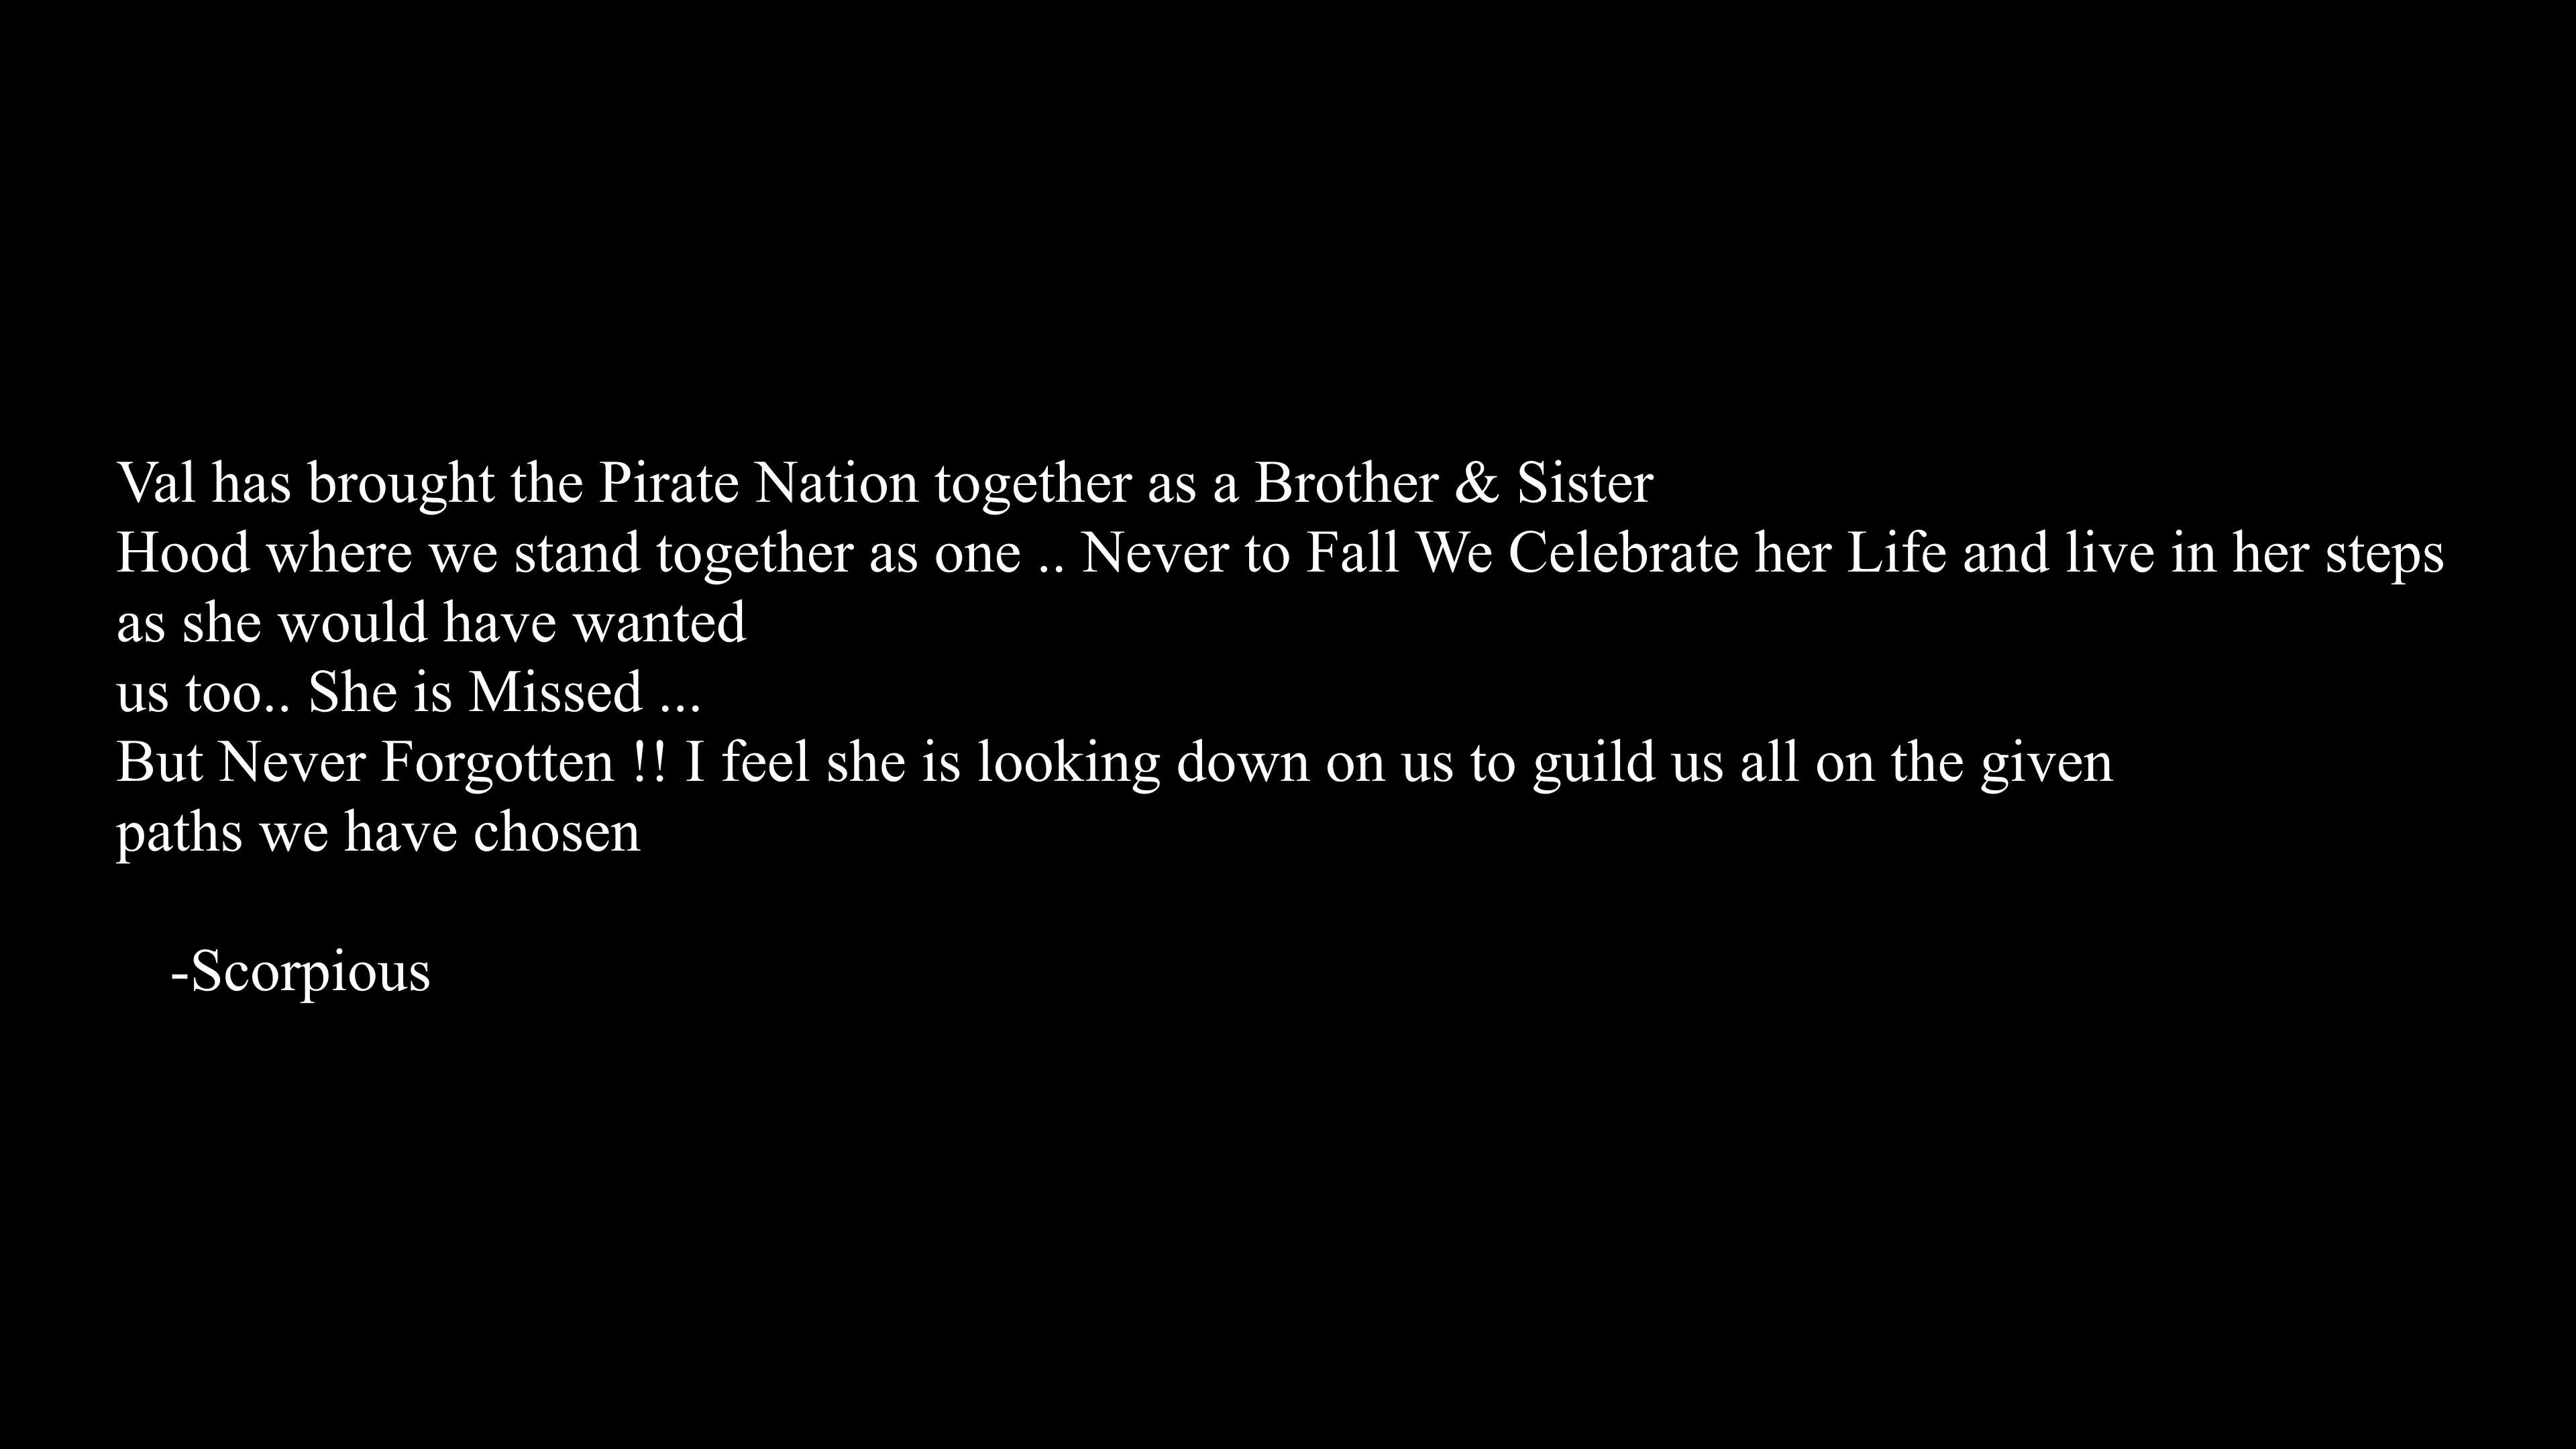 Val has brought the Pirate Nation together as a Brother & Sister
Hood where we stand together as one .. Never to Fall We Celebrate her Life and live in her steps
as she would have wanted
us too.. She is Missed ...
But Never Forgotten !! I feel she is looking down on us to guild us all on the given
paths we have chosen
-Scorpious